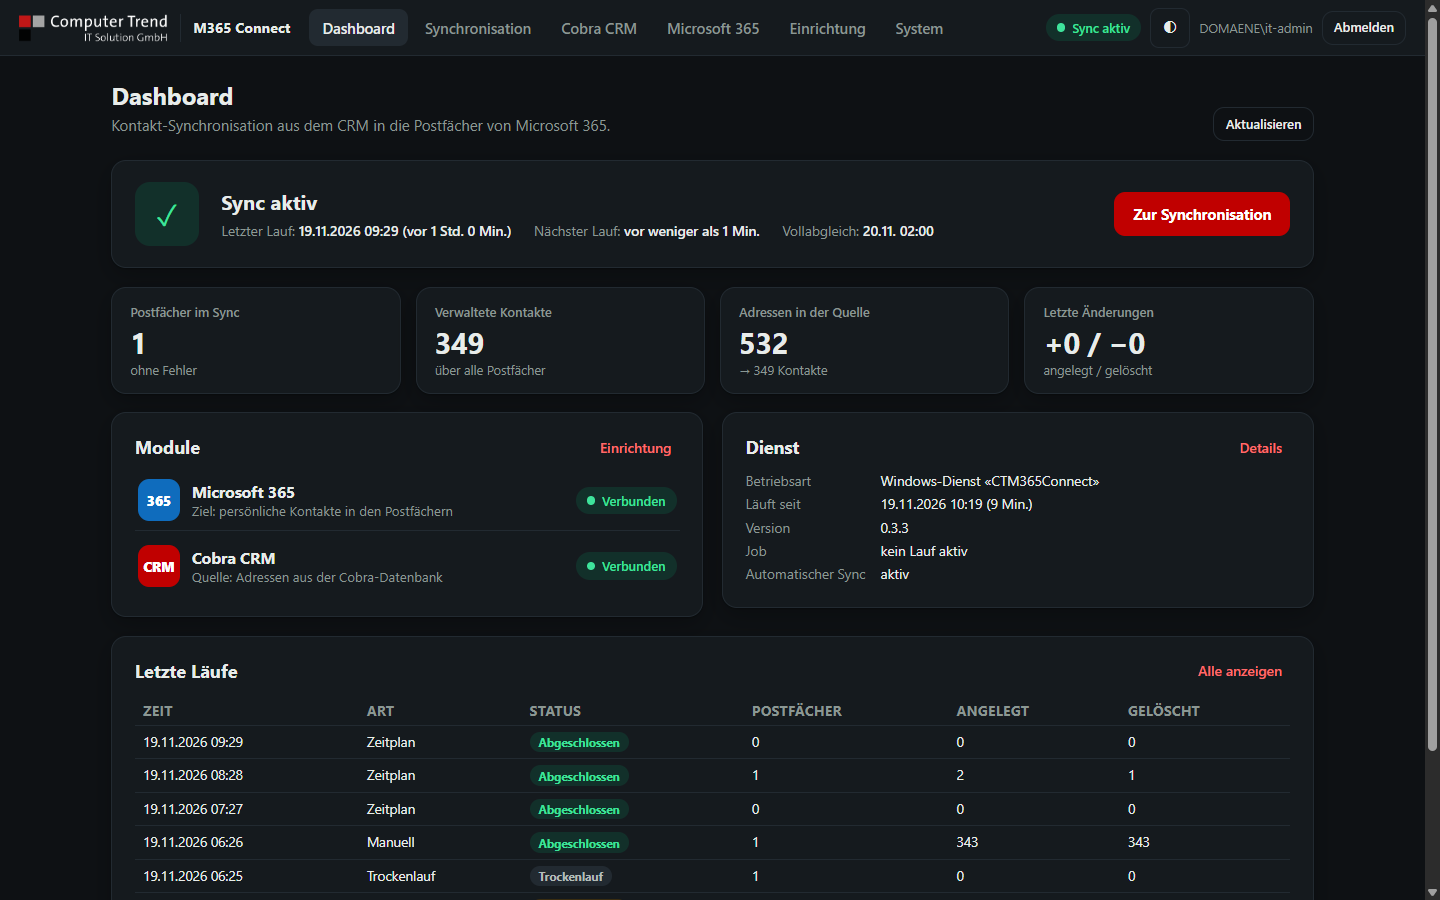 Computer Trend
IT Solution GmbH
M365 Connect
Dashboard
Synchronisation
Cobra CRM
Microsoft 365
Einrichtung
System
Sync aktiv
DOMAENE\it-admin
Abmelden
Dashboard
Kontakt-Synchronisation aus dem CRM in die Postfächer von Microsoft 365.
Aktualisieren
Sync aktiv
Letzter Lauf: 19.11.2026 09:29 (vor 1 Std. 0 Min.) Nächster Lauf: vor weniger als 1 Min. Vollabgleich: 20.11. 02:00
Zur Synchronisation
Postfächer im Sync
1
ohne Fehler
Verwaltete Kontakte
349
über alle Postfächer
Adressen in der Quelle
532
→ 349 Kontakte
Letzte Änderungen
+0 / −0
angelegt / gelöscht
Module
Einrichtung
365
Microsoft 365
Ziel: persönliche Kontakte in den Postfächern
Verbunden
CRM
Cobra CRM
Quelle: Adressen aus der Cobra-Datenbank
Verbunden
Dienst
Details
Betriebsart Windows-Dienst «CTM365Connect»
Läuft seit 19.11.2026 10:19 (9 Min.)
Version 0.3.3
Job kein Lauf aktiv
Automatischer Sync aktiv
Letzte Läufe
Alle anzeigen
ZEIT ART STATUS POSTFÄCHER ANGELEGT GELÖSCHT
19.11.2026 09:29 Zeitplan Abgeschlossen 0 0 0
19.11.2026 08:28 Zeitplan Abgeschlossen 1 2 1
19.11.2026 07:27 Zeitplan Abgeschlossen 0 0 0
19.11.2026 06:26 Manuell Abgeschlossen 1 343 343
19.11.2026 06:25 Trockenlauf Trockenlauf 1 0 0